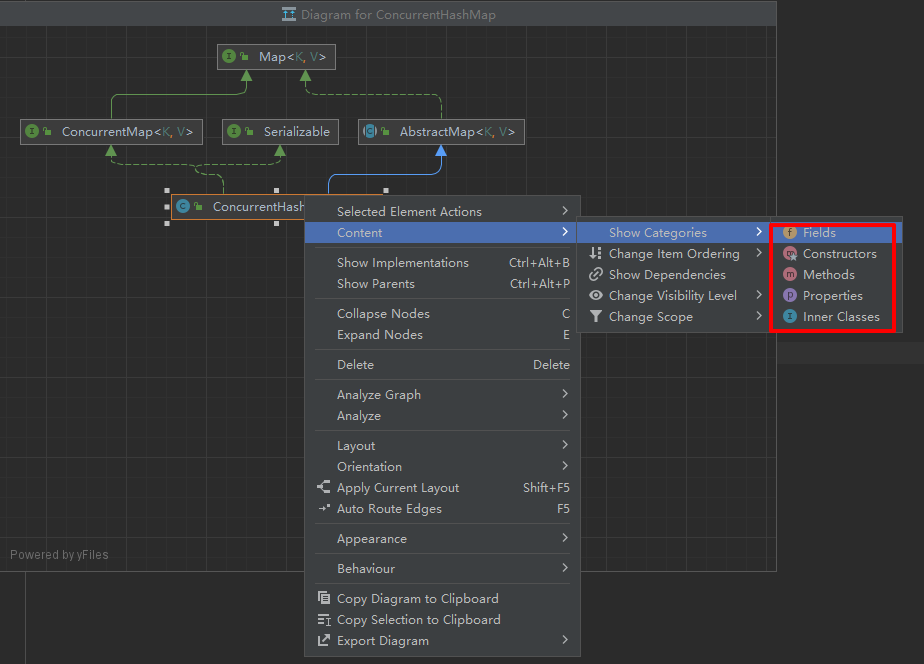 Diagram for ConcurrentHashMap
Map<K, V>
ConcurrentMap<K, V>
Serializable
AbstractMap<K, V>
ConcurrentHash
Selected Element Actions
Content
Show Implementations Ctrl+Alt+B
Show Parents Ctrl+Alt+P
Collapse Nodes C
Expand Nodes E
Delete Delete
Analyze Graph
Analyze
Layout
Orientation
Apply Current Layout Shift+F5
Auto Route Edges F5
Appearance
Behaviour
Copy Diagram to Clipboard
Copy Selection to Clipboard
Export Diagram
Show Categories
Change Item Ordering
Show Dependencies
Change Visibility Level
Change Scope
Fields
Constructors
Methods
Properties
Inner Classes
Powered by yFiles